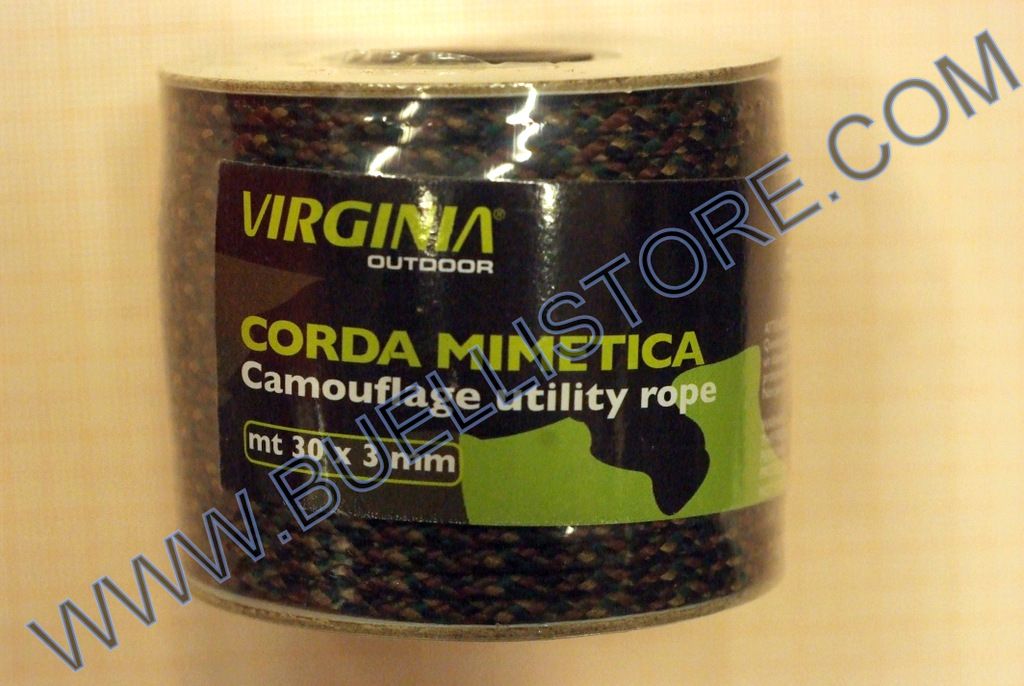 VIRGINIA®
OUTDOOR
CORDA MIMETICA
Camouflage utility rope
mt 30 x 3 mm
WWW.BUELLISTORE.COM